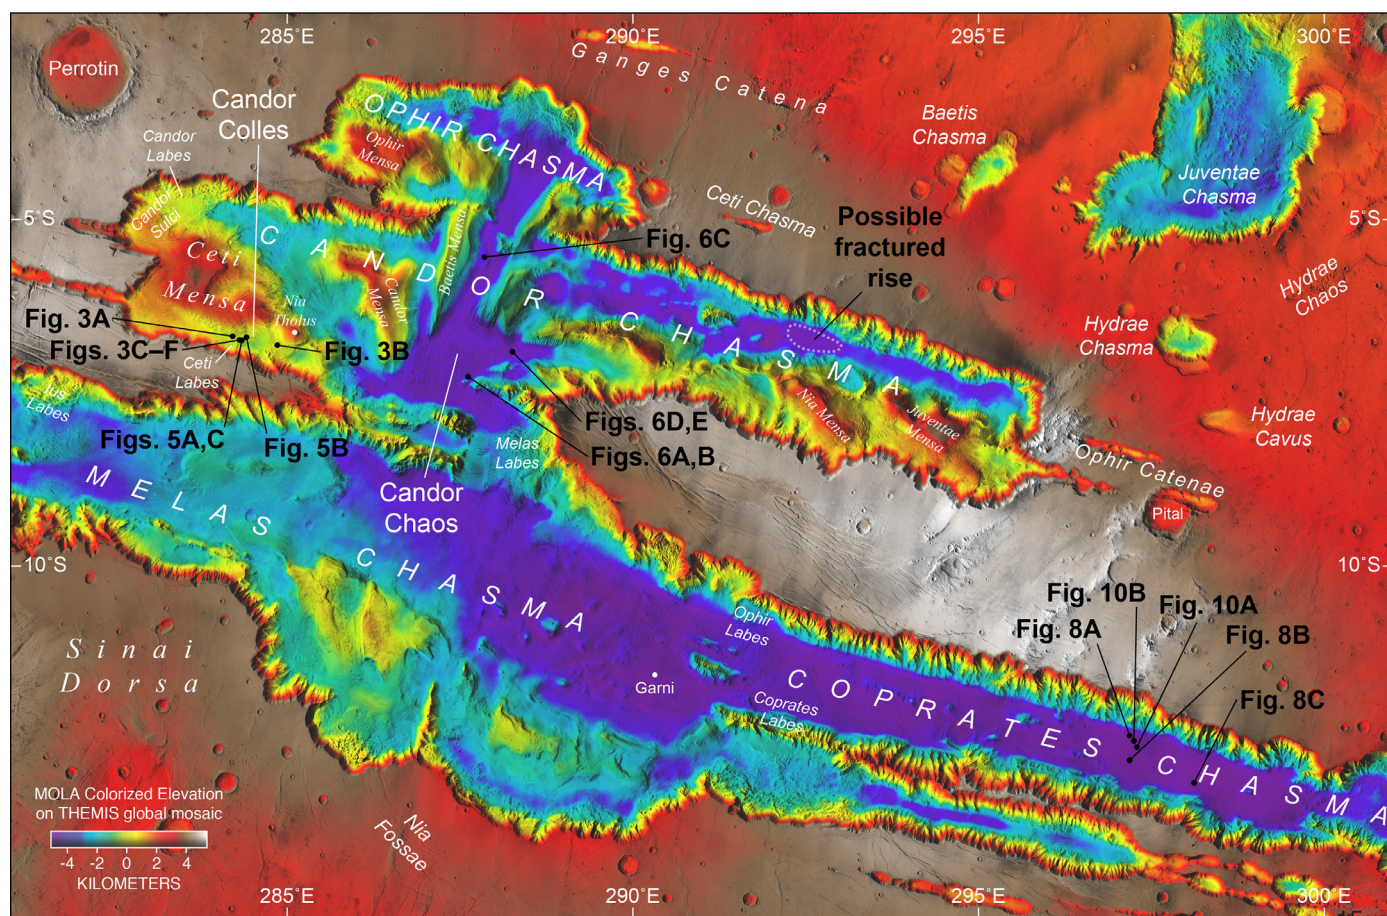 285°E
290°E
295°E
300°E
Perrotin
Ganges Catena
Candor
Colles
OPHIR CHASMA
Baetis
Chasma
Candor
Labes
Ophir
Mensa
Juventae
Chasma
Candor
Sulci
Ceti Chasma
5°S
5°S
Possible
fractured
rise
Fig. 6C
Baetis Mensa
Ceti
Mensa
CANDOR
CHASMA
Candor
Mensa
Nia
Tholus
Hydrae
Chaos
Fig. 3A
Figs. 3C–F
Fig. 3B
Ceti
Labes
Hydrae
Chasma
Ius
Labes
Figs. 5A,C
Fig. 5B
Figs. 6D,E
Figs. 6A,B
Melas
Labes
Nia Mensa
Juventae
Mensa
Hydrae
Cavus
Ophir Catenae
Pital
Candor
Chaos
MELAS
CHASMA
10°S
10°S
Fig. 10B
Fig. 10A
Fig. 8A
Fig. 8B
Fig. 8C
Ophir
Labes
Sinai
Dorsa
Garni
Coprates
Labes
COPRATES CHASMA
MOLA Colorized Elevation
on THEMIS global mosaic
-4 -2 0 2 4
KILOMETERS
Nia
Fossae
285°E
290°E
295°E
300°E